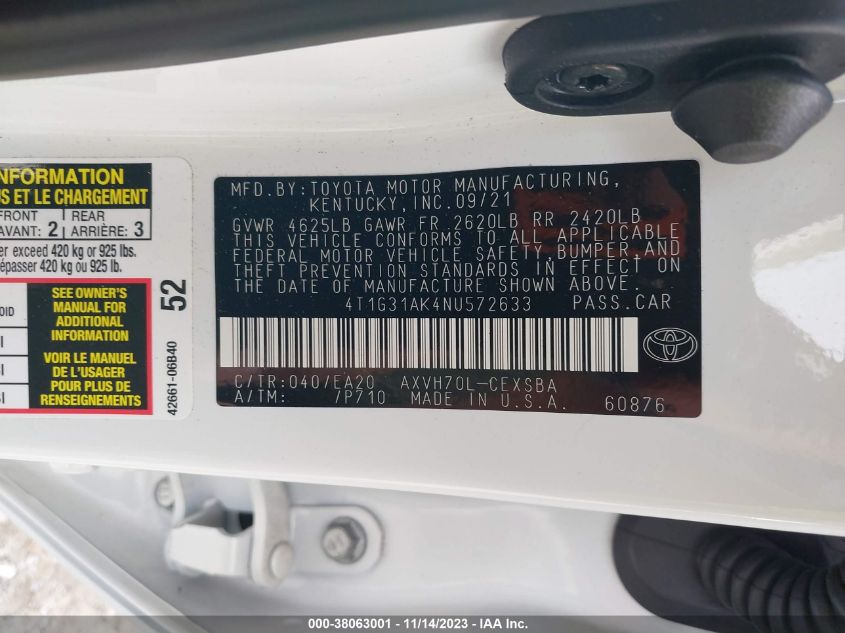 INFORMATION
US ET LE CHARGEMENT
FRONT
AVANT: 2
REAR
ARRIÈRE: 3
exceed 420 kg or 925 lbs.
dépasser 420 kg ou 925 lb.
SEE OWNER'S
MANUAL FOR
ADDITIONAL
INFORMATION
VOIR LE MANUEL
DE L'USAGER
POUR PLUS DE
RENSEIGNEMENTS
52
42661-06B40
MFD. BY: TOYOTA MOTOR MANUFACTURING,
KENTUCKY, INC. 09/21
GVWR 4625LB GAWR FR 2620LB RR 2420LB
THIS VEHICLE CONFORMS TO ALL APPLICABLE
FEDERAL MOTOR VEHICLE SAFETY, BUMPER, AND
THEFT PREVENTION STANDARDS IN EFFECT ON
THE DATE OF MANUFACTURE SHOWN ABOVE.
4T1G31AK4NU572633 PASS. CAR
C/TR: 040/EA20 AXVH70L-CEXSBA
A/TM: /P710 MADE IN U.S.A. 60876
000-38063001 - 11/14/2023 - IAA Inc.